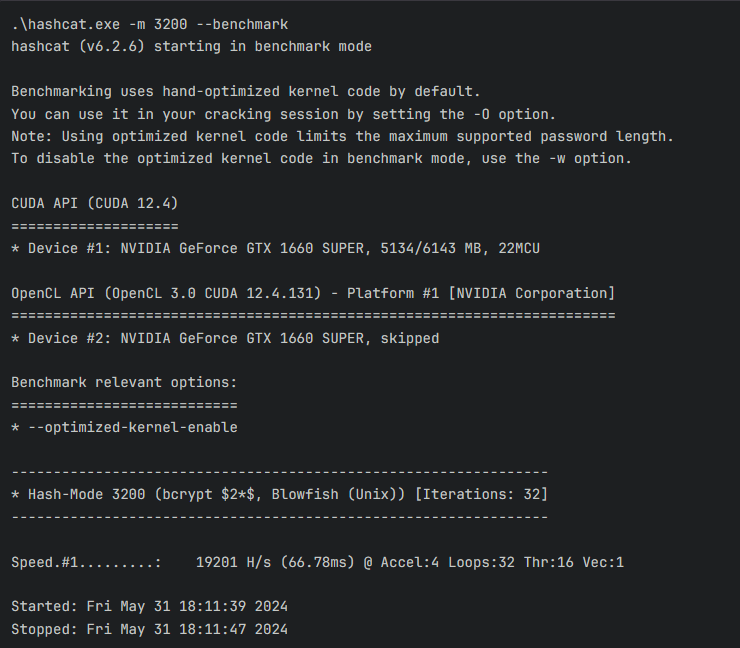 .\hashcat.exe -m 3200 --benchmark
hashcat (v6.2.6) starting in benchmark mode
Benchmarking uses hand-optimized kernel code by default.
You can use it in your cracking session by setting the -O option.
Note: Using optimized kernel code limits the maximum supported password length.
To disable the optimized kernel code in benchmark mode, use the -w option.
CUDA API (CUDA 12.4)
====================
* Device #1: NVIDIA GeForce GTX 1660 SUPER, 5134/6143 MB, 22MCU
OpenCL API (OpenCL 3.0 CUDA 12.4.131) - Platform #1 [NVIDIA Corporation]
========================================================================
* Device #2: NVIDIA GeForce GTX 1660 SUPER, skipped
Benchmark relevant options:
===========================
* --optimized-kernel-enable
----------------------------------------------------------------
* Hash-Mode 3200 (bcrypt $2*$, Blowfish (Unix)) [Iterations: 32]
----------------------------------------------------------------
Speed.#1.........:    19201 H/s (66.78ms) @ Accel:4 Loops:32 Thr:16 Vec:1
Started: Fri May 31 18:11:39 2024
Stopped: Fri May 31 18:11:47 2024